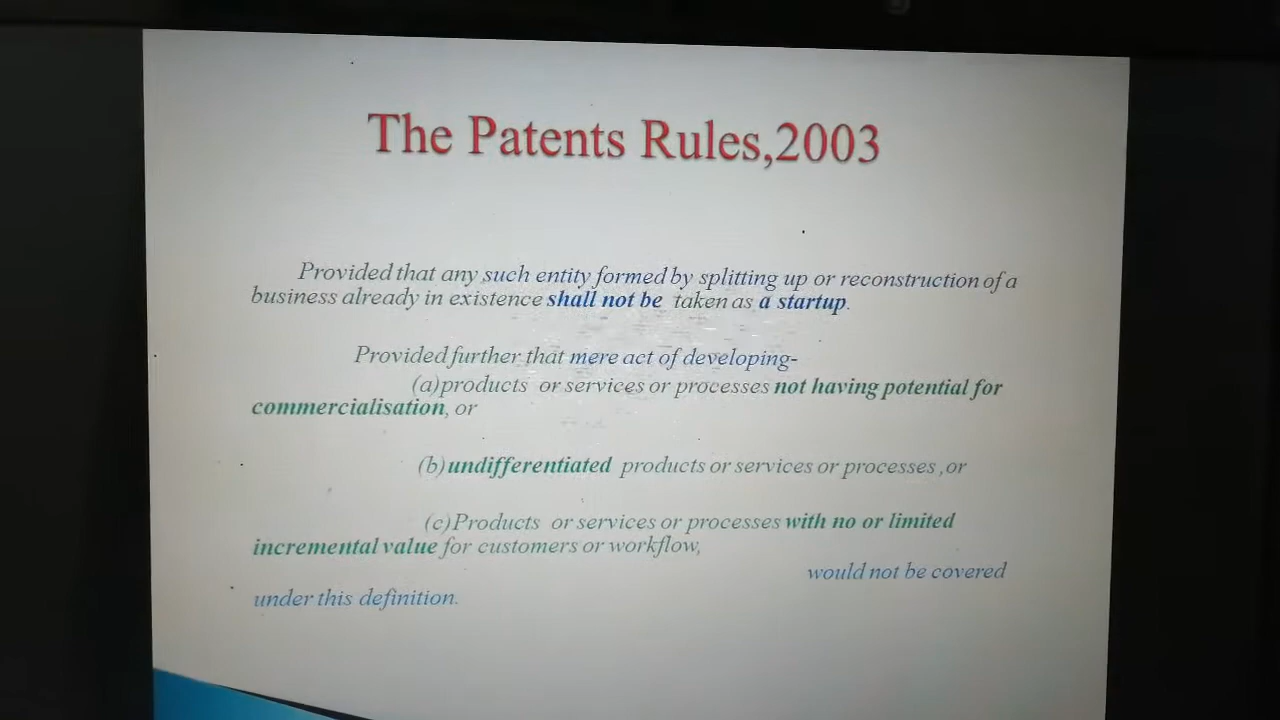 The Patents Rules,2003
Provided that any such entity formed by splitting up or reconstruction of a
business already in existence shall not be taken as a startup.
Provided further that mere act of developing-
(a)products or services or processes not having potential for
commercialisation, or
(b)undifferentiated products or services or processes ,or
(c)Products or services or processes with no or limited
incremental value for customers or workflow,
would not be covered
under this definition.